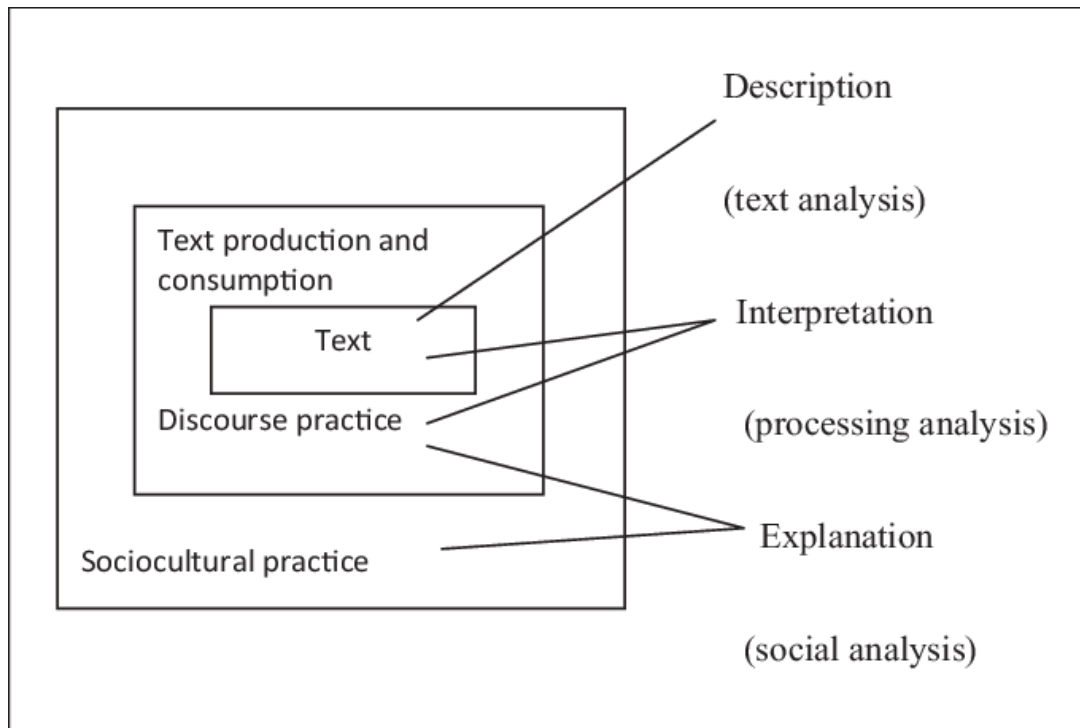 Description
(text analysis)
Text production and
consumption
Text
Interpretation
Discourse practice
(processing analysis)
Explanation
Sociocultural practice
(social analysis)